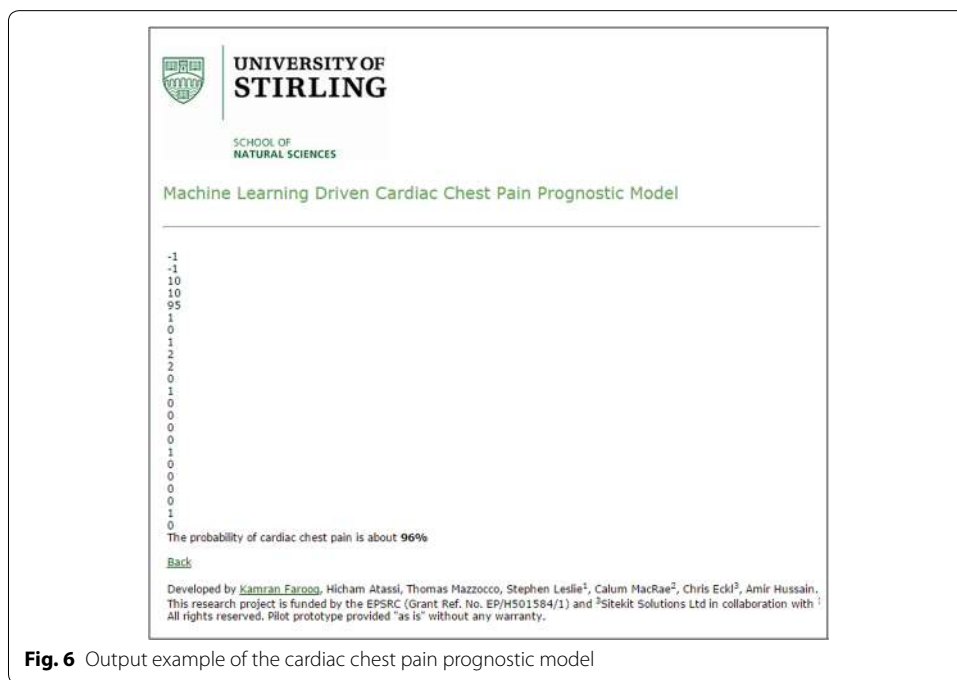 UNIVERSITY OF
STIRLING
SCHOOL OF
NATURAL SCIENCES
Machine Learning Driven Cardiac Chest Pain Prognostic Model
-1
-1
10
10
95
1
0
1
2
2
0
1
0
0
0
0
1
0
0
0
0
1
0
The probability of cardiac chest pain is about 96%
Back
Developed by Kamran Farooq, Hicham Atassi, Thomas Mazzocco, Stephen Leslie¹, Calum MacRae², Chris Eckl³, Amir Hussain.
This research project is funded by the EPSRC (Grant Ref. No. EP/H501584/1) and ³Sitekit Solutions Ltd in collaboration with
All rights reserved. Pilot prototype provided "as is" without any warranty.
Fig. 6 Output example of the cardiac chest pain prognostic model